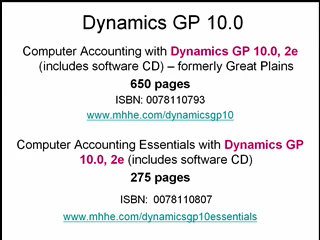 Dynamics GP 10.0
Computer Accounting with Dynamics GP 10.0, 2e
(includes software CD) – formerly Great Plains
650 pages
ISBN: 0078110793
www.mhhe.com/dynamicsgp10
Computer Accounting Essentials with Dynamics GP
10.0, 2e (includes software CD)
275 pages
ISBN: 0078110807
www.mhhe.com/dynamicsgp10essentials